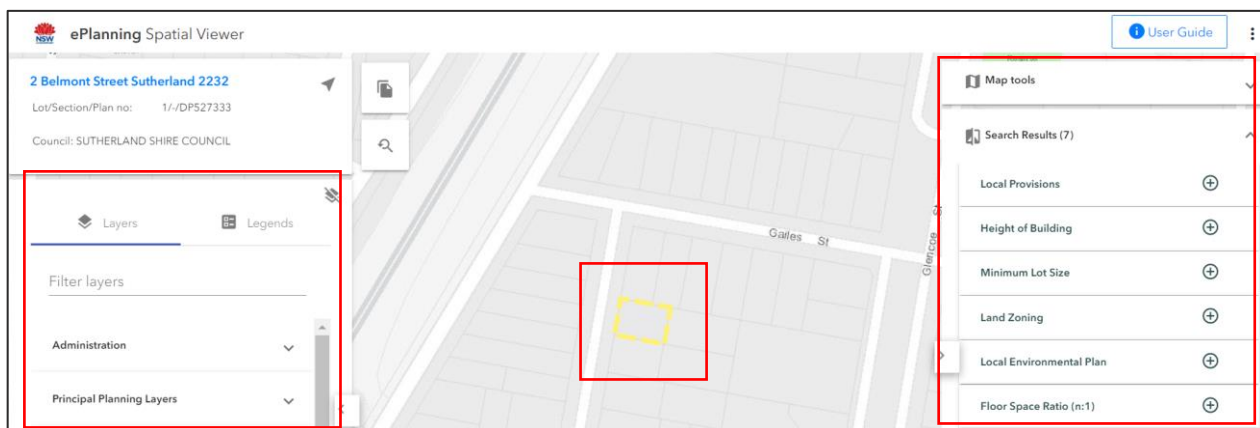 NSW
ePlanning Spatial Viewer
User Guide
2 Belmont Street Sutherland 2232
Lot/Section/Plan no: 1/-/DP527333
Council: SUTHERLAND SHIRE COUNCIL
Layers
Legends
Filter layers
Administration
Principal Planning Layers
Gailes St
Glencoe St
Map tools
Search Results (7)
Local Provisions
Height of Building
Minimum Lot Size
Land Zoning
Local Environmental Plan
Floor Space Ratio (n:1)